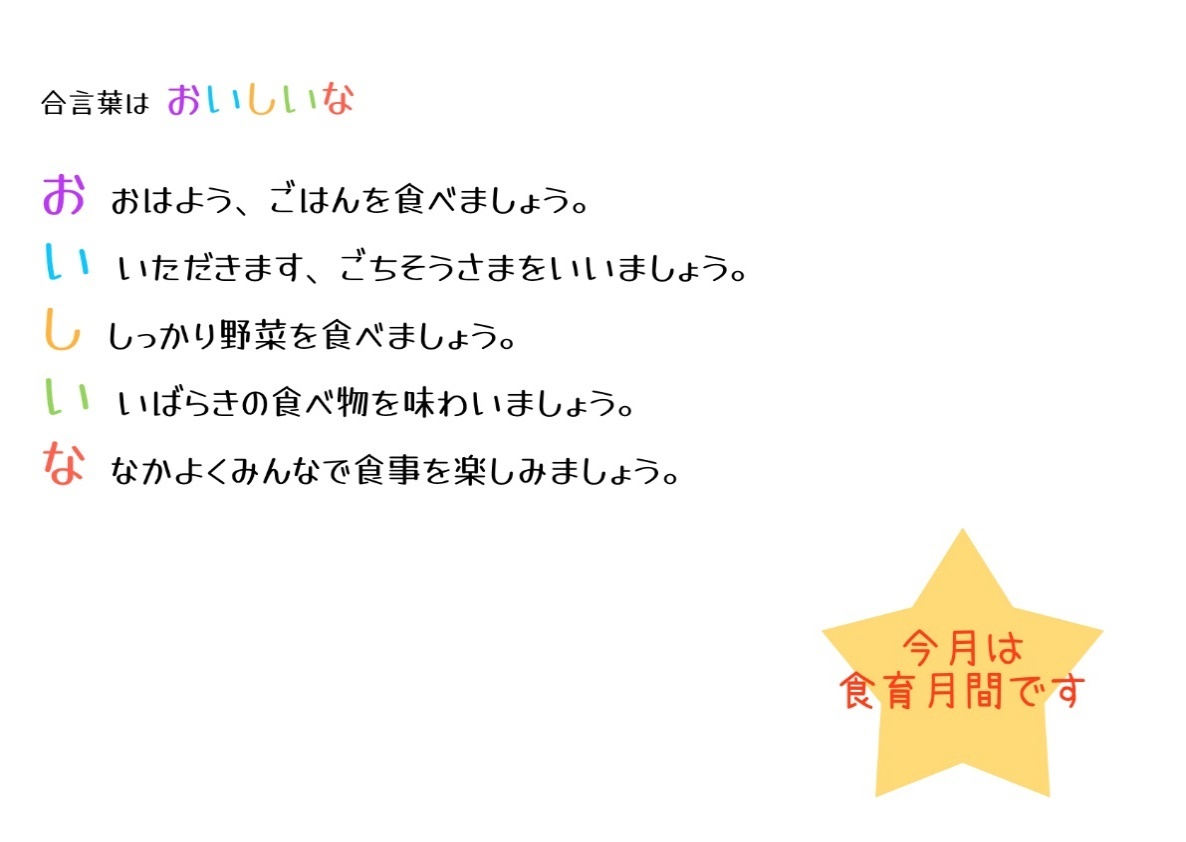 合言葉は おいしいな
お おはよう、ごはんを食べましょう。
い いただきます、ごちそうさまをいいましょう。
し しっかり野菜を食べましょう。
い いばらきの食べ物を味わいましょう。
な なかよくみんなで食事を楽しみましょう。
今月は
食育月間です